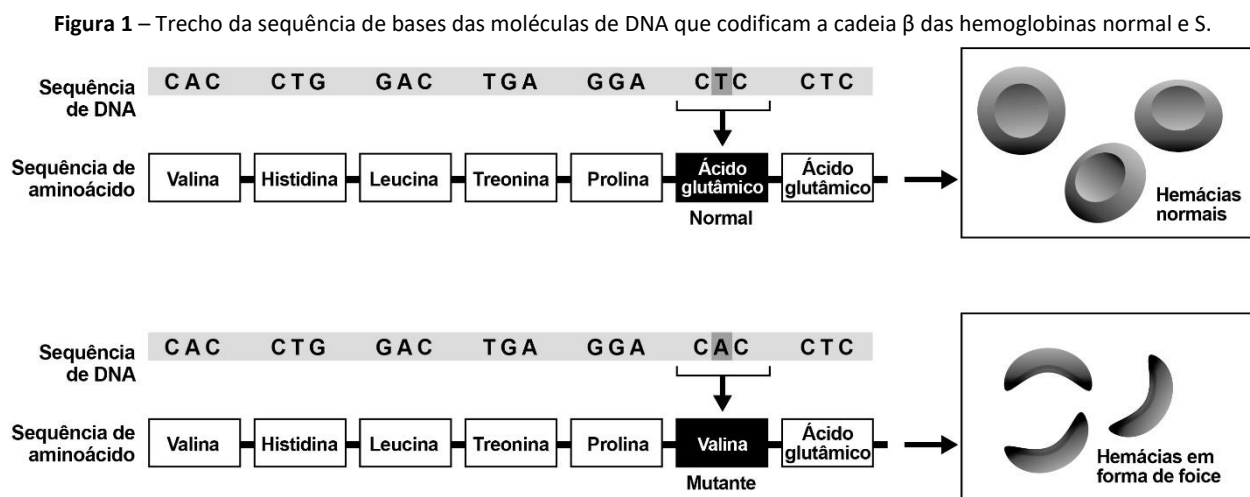 Figura 1 – Trecho da sequência de bases das moléculas de DNA que codificam a cadeia β das hemoglobinas normal e S.
Sequência de DNA
CAC CTG GAC TGA GGA CTC CTC
Sequência de aminoácido
Valina Histidina Leucina Treonina Prolina Ácido glutâmico Ácido glutâmico
Normal
Hemácias normais
Sequência de DNA
CAC CTG GAC TGA GGA CAC CTC
Sequência de aminoácido
Valina Histidina Leucina Treonina Prolina Valina Ácido glutâmico
Mutante
Hemácias em forma de foice